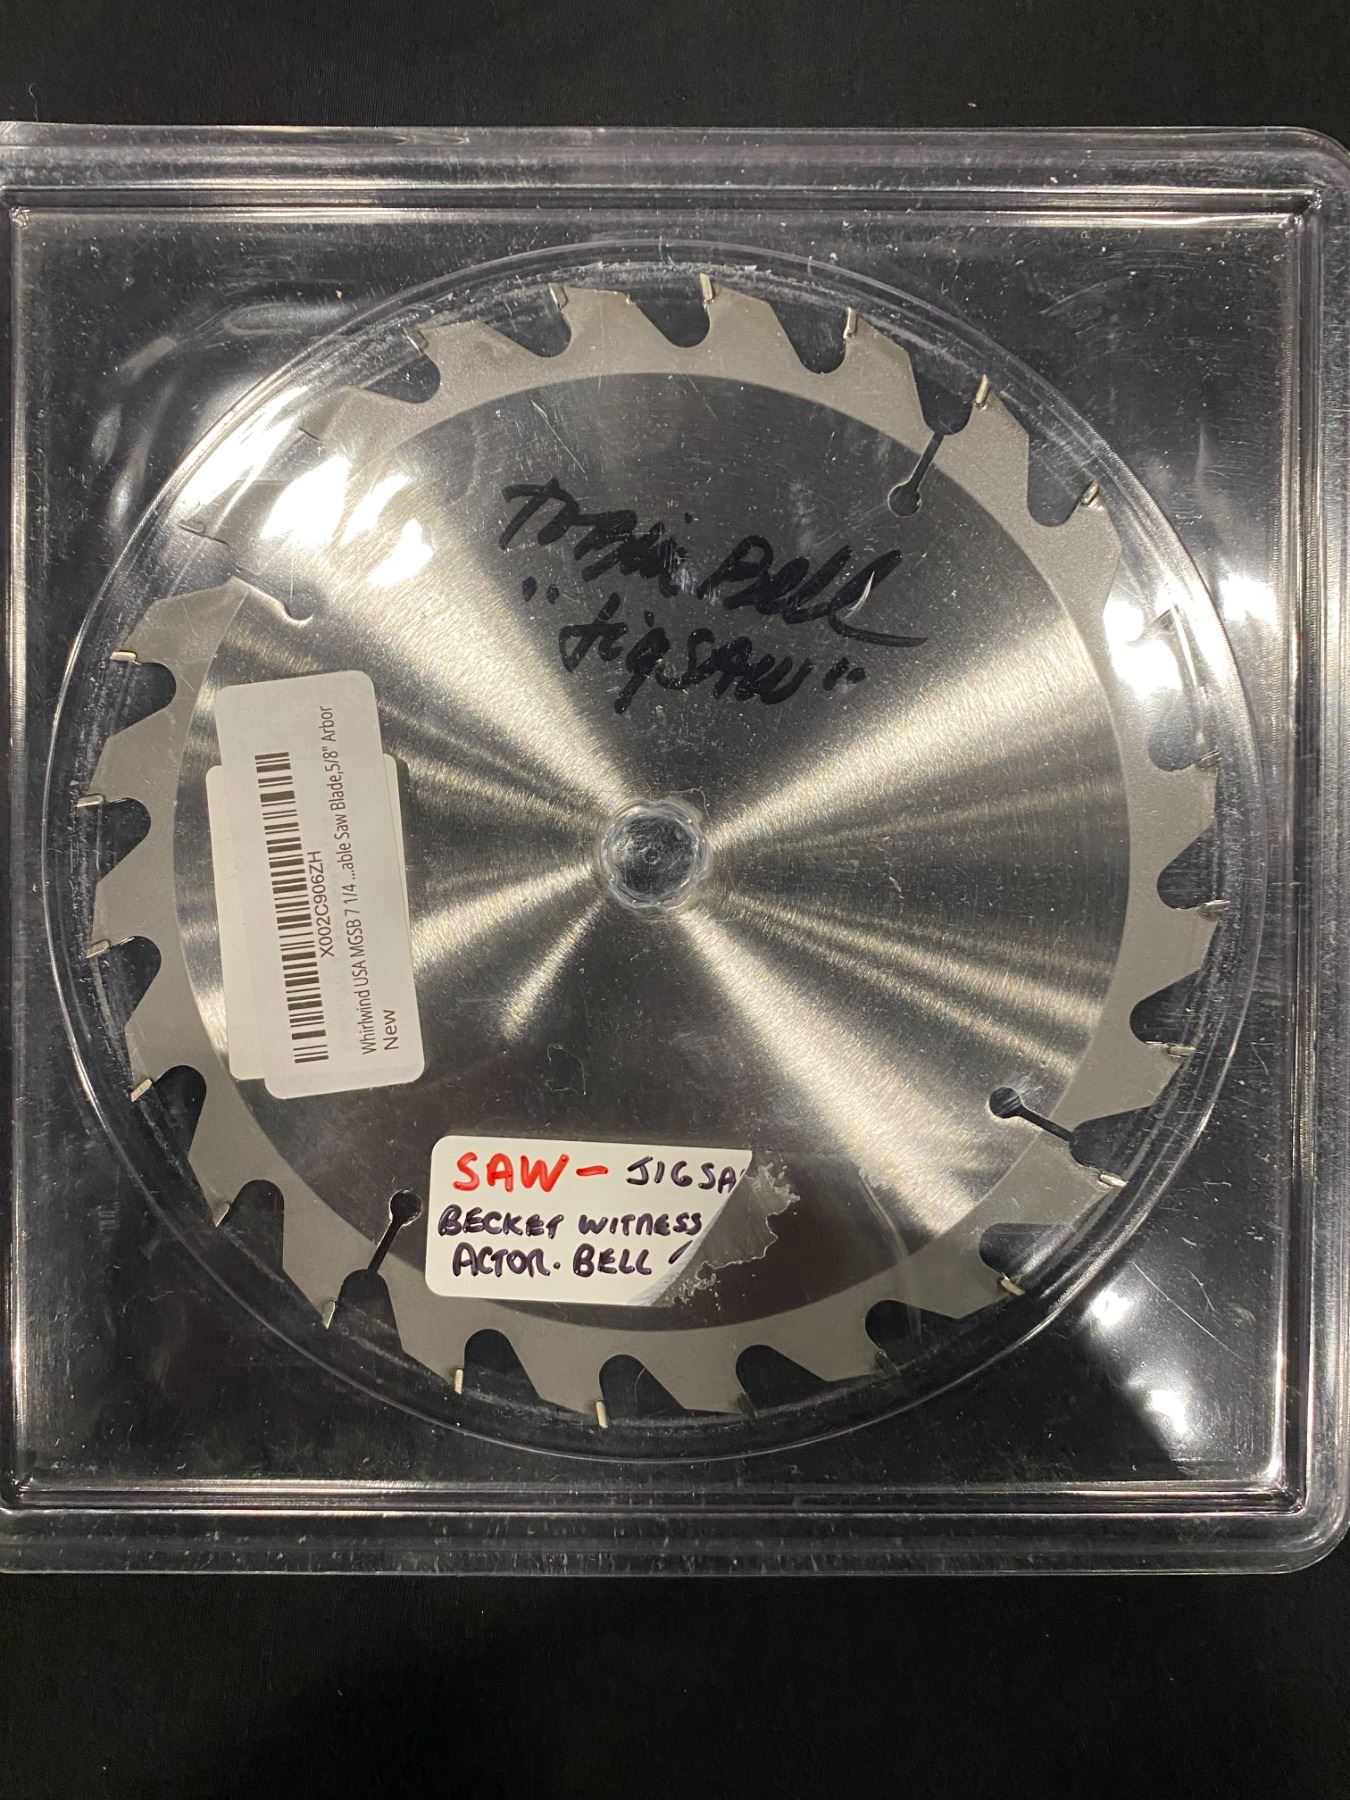 Tobin Bell
"Jigsaw"
X002C906ZH
Whirlwind USA MGSB 7 1/4 ...able Saw Blade,5/8" Arbor
New
SAW - JIGSA
BECKET WITNESS
ACTOR. BELL